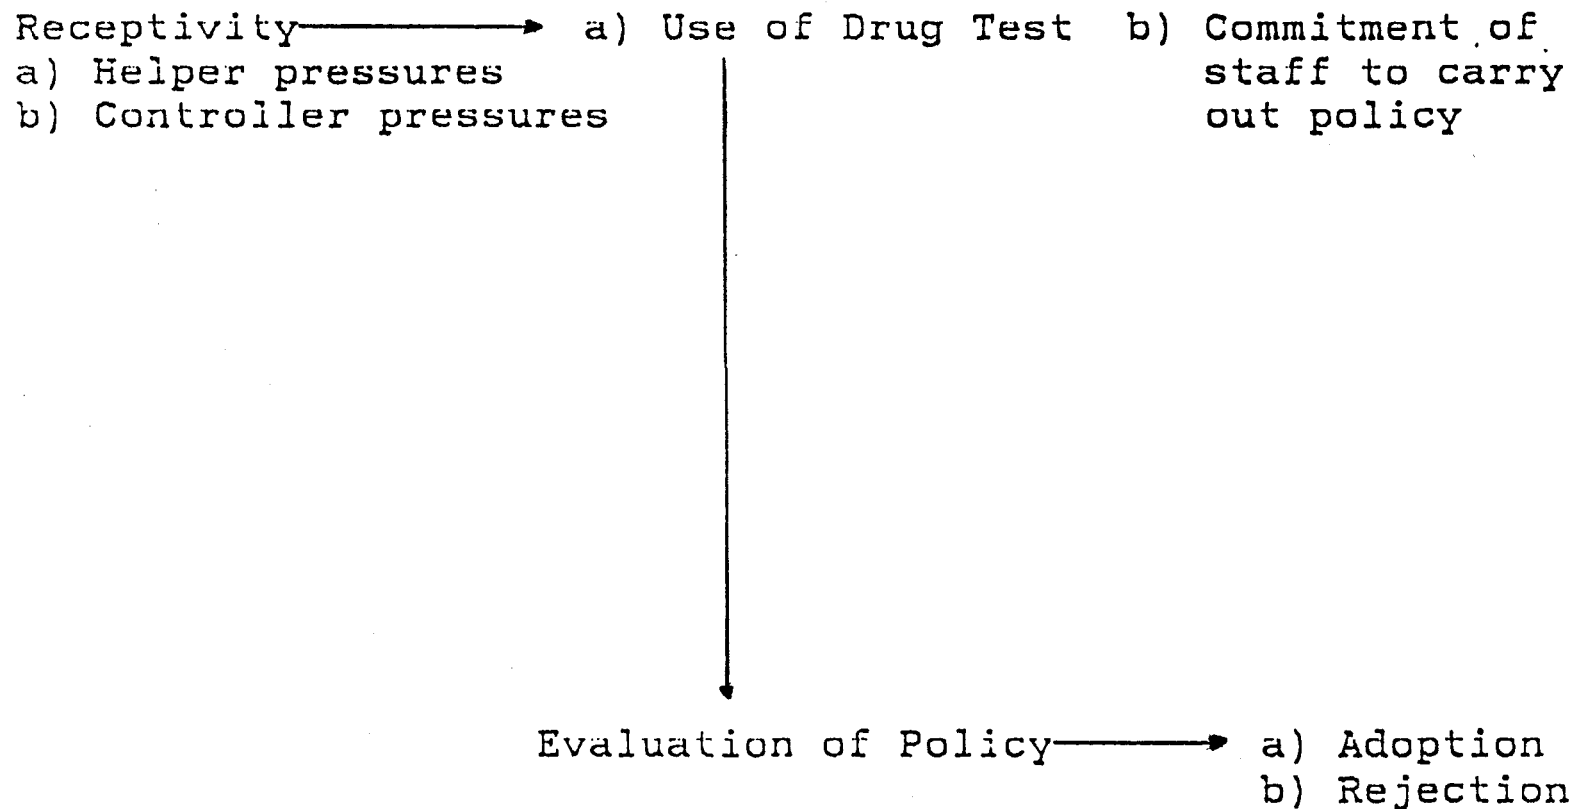 Receptivity a) Use of Drug Test b) Commitment of
a) Helper pressures staff to carry
b) Controller pressures out policy
Evaluation of Policy a) Adoption
b) Rejection